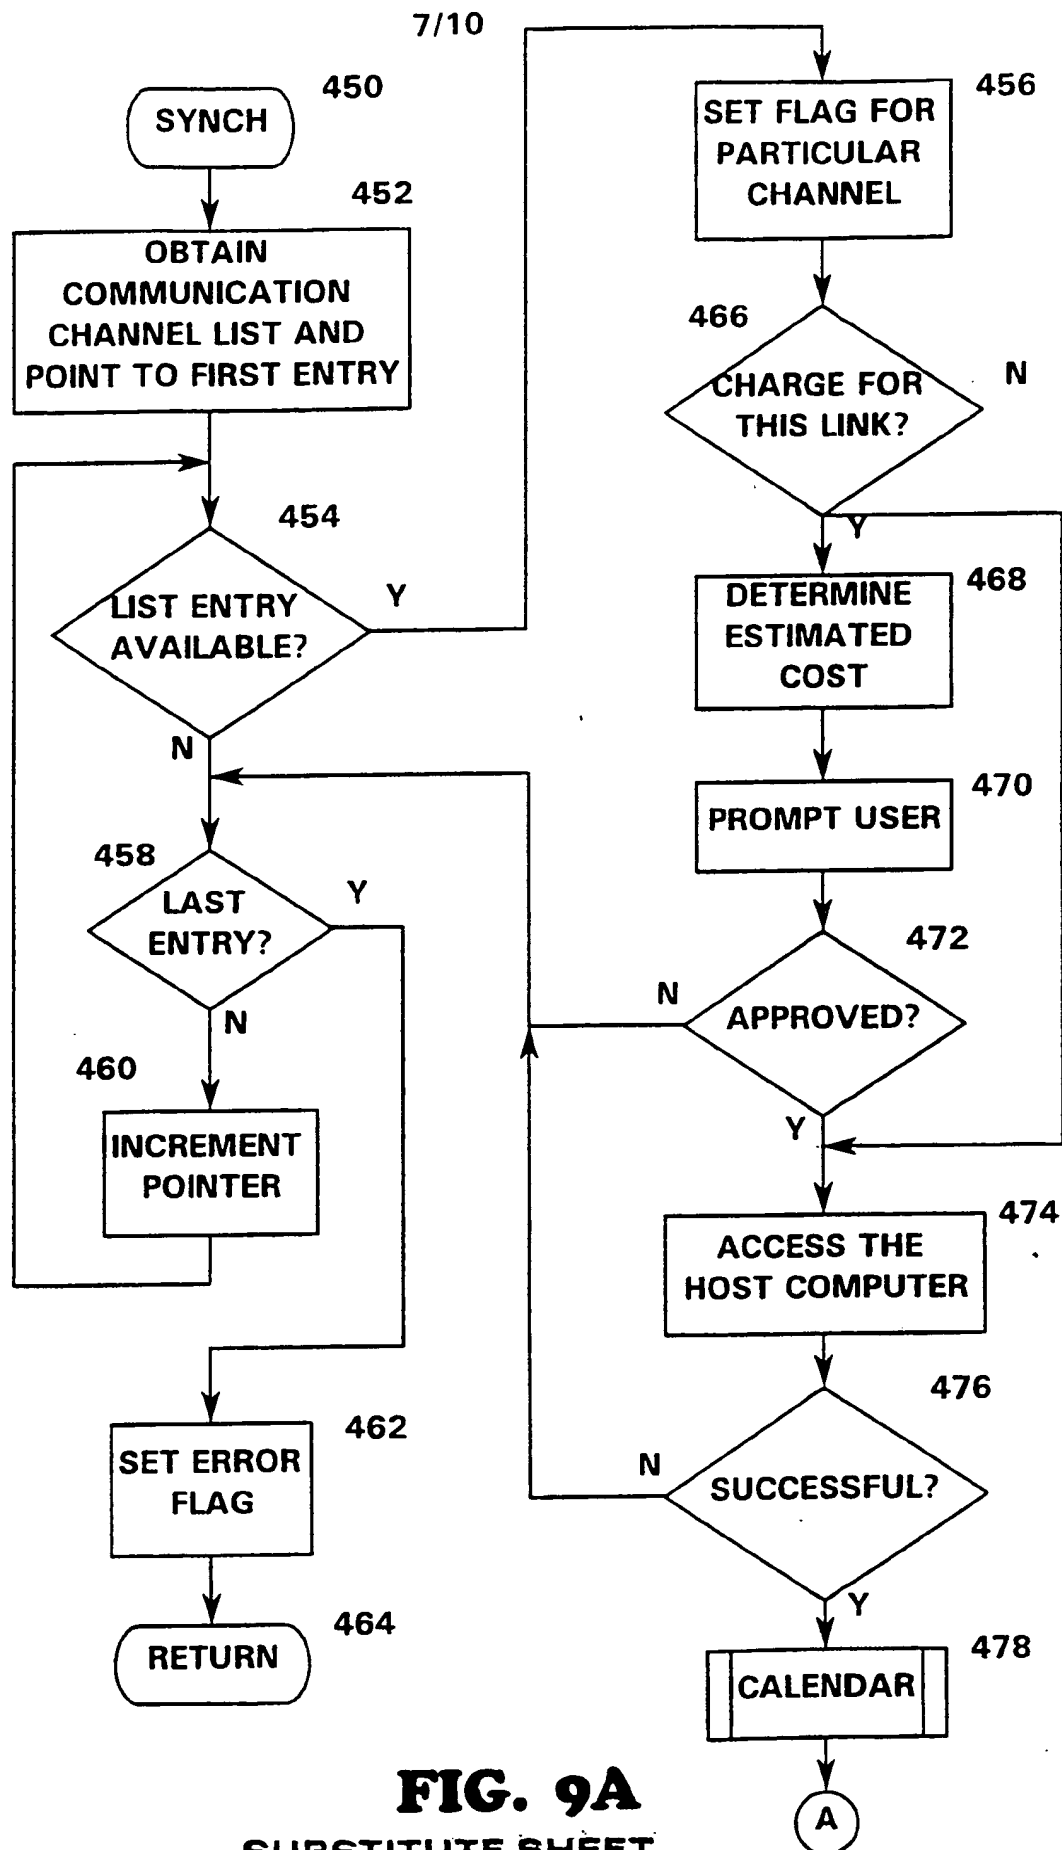 7/10
450
SYNCH
452
OBTAIN
COMMUNICATION
CHANNEL LIST AND
POINT TO FIRST ENTRY
454
LIST ENTRY
AVAILABLE?
Y
N
458
LAST
ENTRY?
Y
N
460
INCREMENT
POINTER
462
SET ERROR
FLAG
464
RETURN
456
SET FLAG FOR
PARTICULAR
CHANNEL
466
CHARGE FOR
THIS LINK?
N
Y
468
DETERMINE
ESTIMATED
COST
470
PROMPT USER
472
APPROVED?
N
Y
474
ACCESS THE
HOST COMPUTER
476
SUCCESSFUL?
N
Y
478
CALENDAR
A
FIG. 9A
SUBSTITUTE SHEET